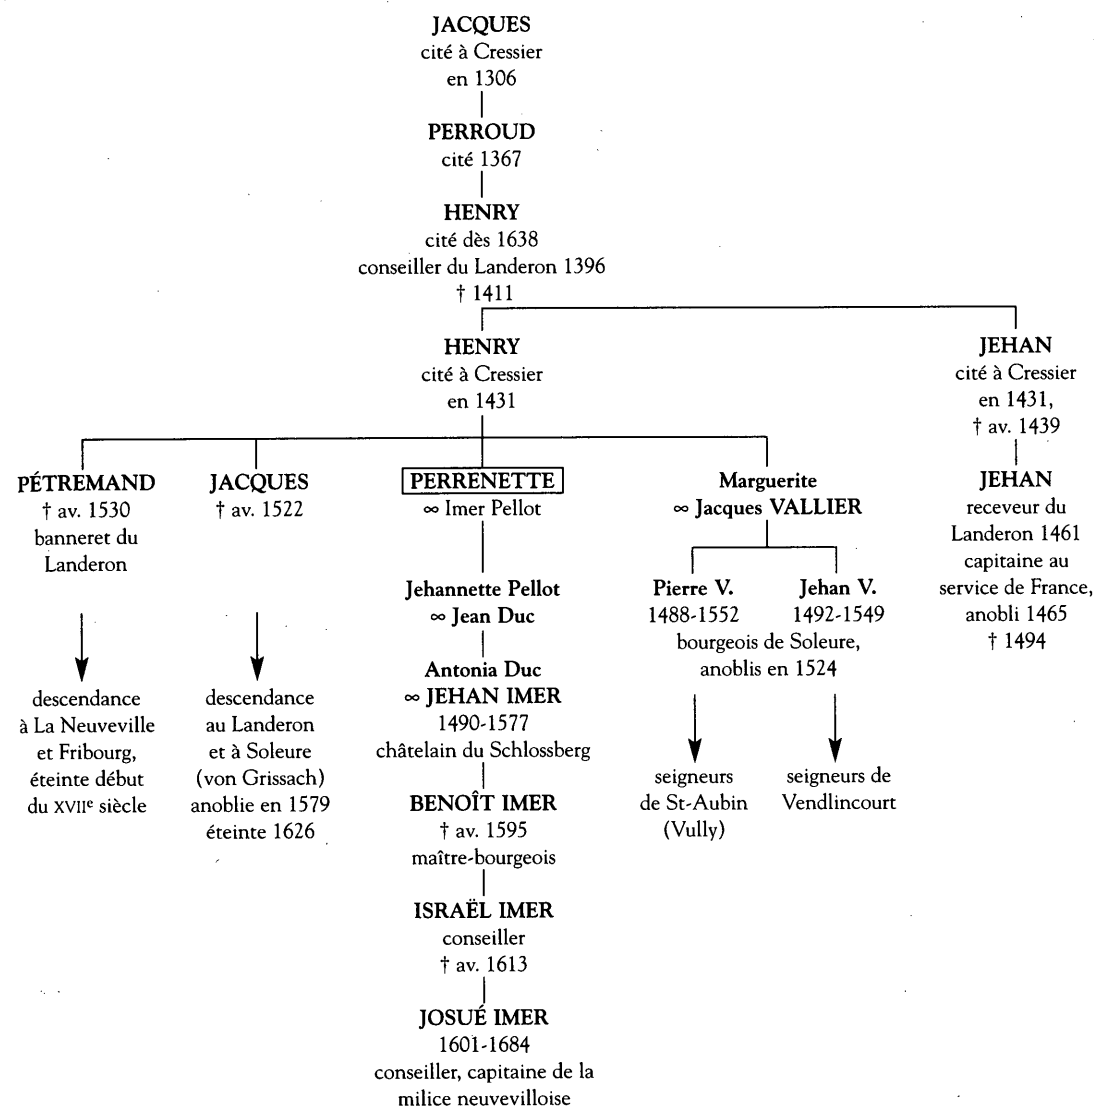 JACQUES
cité à Cressier
en 1306
PERROUD
cité 1367
HENRY
cité dès 1638
conseiller du Landeron 1396
† 1411
HENRY
cité à Cressier
en 1431
JEHAN
cité à Cressier
en 1431,
† av. 1439
PÉTREMAND
† av. 1530
banneret du
Landeron
descendance
à La Neuveville
et Fribourg,
éteinte début
du XVIIe siècle
JACQUES
† av. 1522
descendance
au Landeron
et à Soleure
(von Grissach)
anoblie en 1579
éteinte 1626
PERRENETTE
∞ Imer Pellot
Jehannette Pellot
∞ Jean Duc
Antonia Duc
∞ JEHAN IMER
1490-1577
châtelain du Schlossberg
BENOÎT IMER
† av. 1595
maître-bourgeois
ISRAËL IMER
conseiller
† av. 1613
JOSUÉ IMER
1601-1684
conseiller, capitaine de la
milice neuvevilloise
Marguerite
∞ Jacques VALLIER
Pierre V.
1488-1552
Jehan V.
1492-1549
bourgeois de Soleure,
anoblis en 1524
seigneurs
de St-Aubin
(Vully)
seigneurs de
Vendlincourt
JEHAN
receveur du
Landeron 1461
capitaine au
service de France,
anobli 1465
† 1494